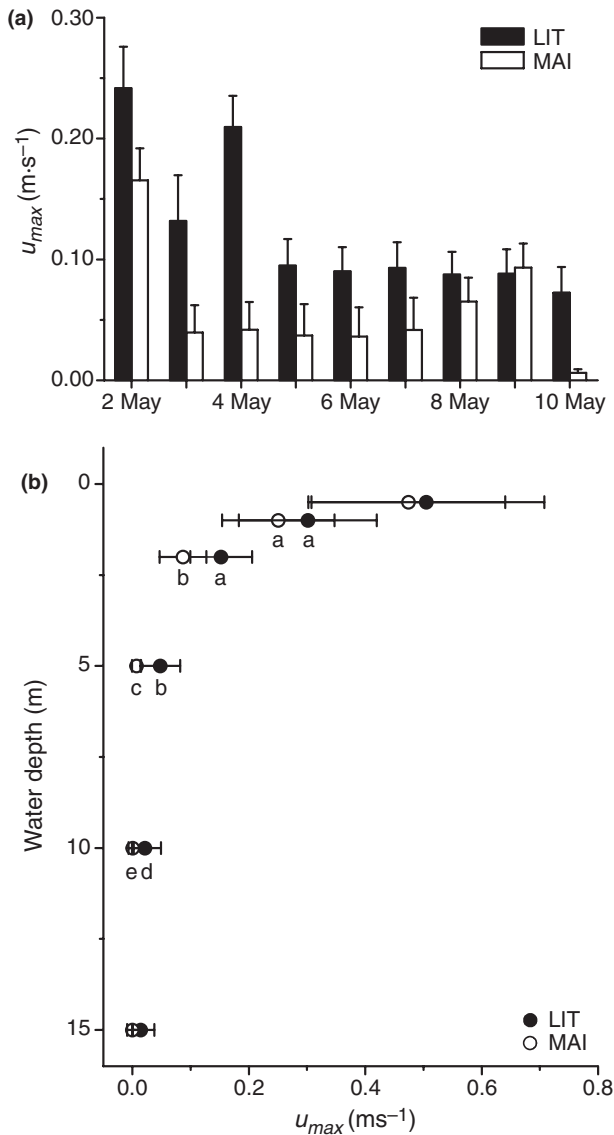 (a)
0.30
0.20
0.10
0.00
u_max (m·s⁻¹)
LIT
MAI
2 May
4 May
6 May
8 May
10 May
(b)
0
5
10
15
Water depth (m)
a a
b a
c b
e d
LIT
MAI
0.0
0.2
0.4
0.6
0.8
u_max (ms⁻¹)